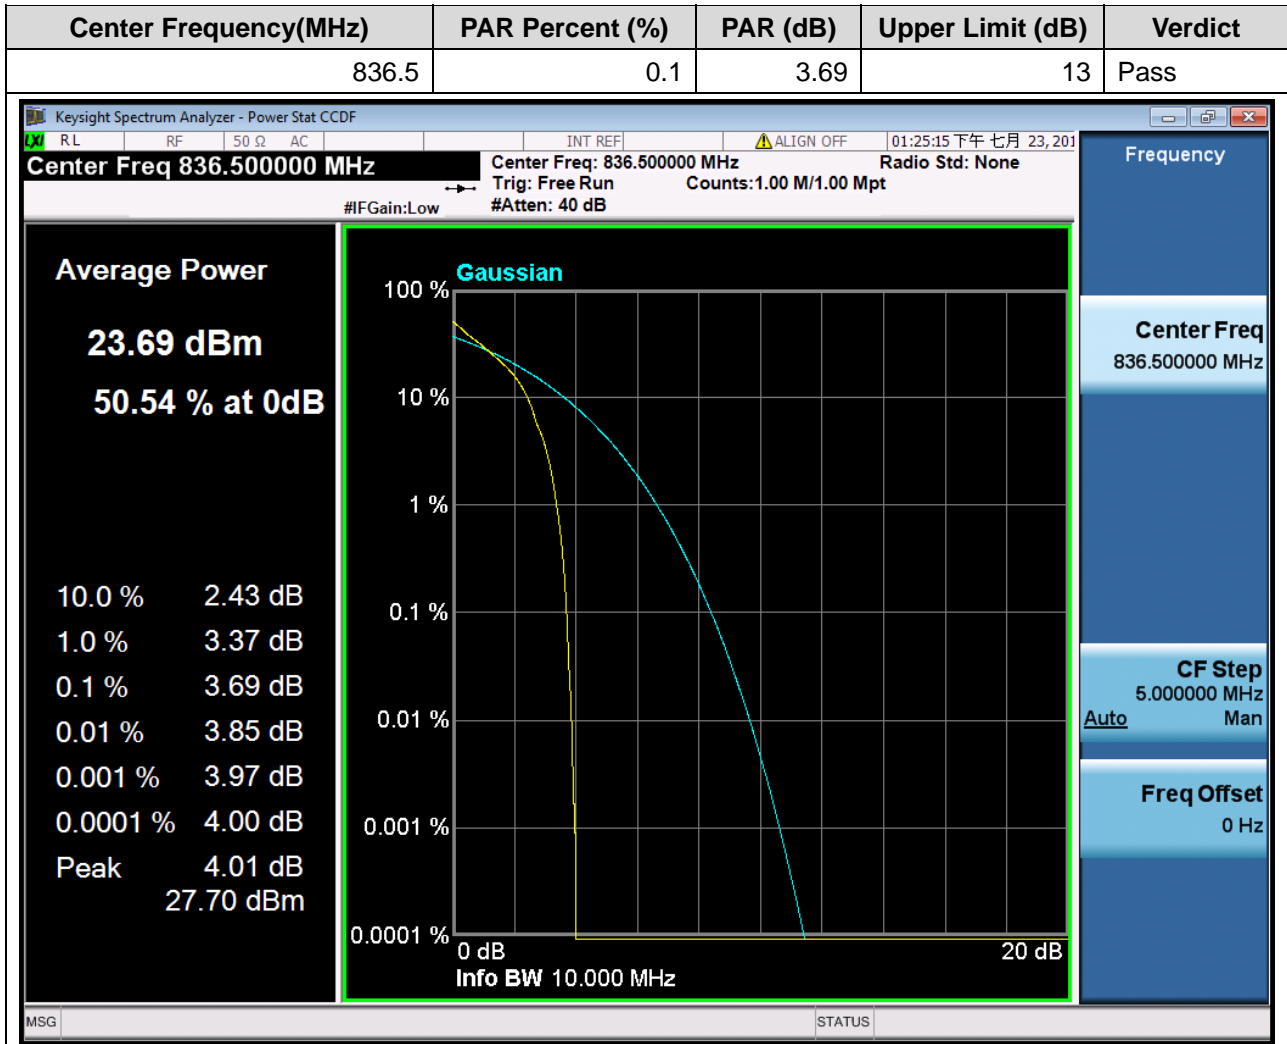 Center Frequency(MHz) PAR Percent (%) PAR (dB) Upper Limit (dB) Verdict
836.5 0.1 3.69 13 Pass
Keysight Spectrum Analyzer - Power Stat CCDF
LXI RL RF 50 Ω AC INT REF ALIGN OFF 01:25:15 下午 七月 23, 201
Center Freq 836.500000 MHz
#IFGain:Low
Center Freq: 836.500000 MHz Radio Std: None
Trig: Free Run Counts:1.00 M/1.00 Mpt
#Atten: 40 dB
Average Power
23.69 dBm
50.54 % at 0dB
10.0 % 2.43 dB
1.0 % 3.37 dB
0.1 % 3.69 dB
0.01 % 3.85 dB
0.001 % 3.97 dB
0.0001 % 4.00 dB
Peak 4.01 dB
27.70 dBm
Gaussian
100 %
10 %
1 %
0.1 %
0.01 %
0.001 %
0.0001 %
0 dB 20 dB
Info BW 10.000 MHz
Frequency
Center Freq
836.500000 MHz
CF Step
5.000000 MHz
Auto Man
Freq Offset
0 Hz
MSG STATUS